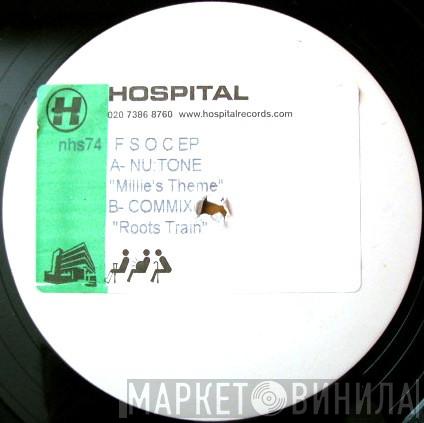 H HOSPITAL
020 7386 8760 www.hospitalrecords.com
nhs74 F S O C EP
A- NU:TONE
"Millie's Theme"
B- COMMIX
"Roots Train"
МАРКЕТ ВИНИЛА